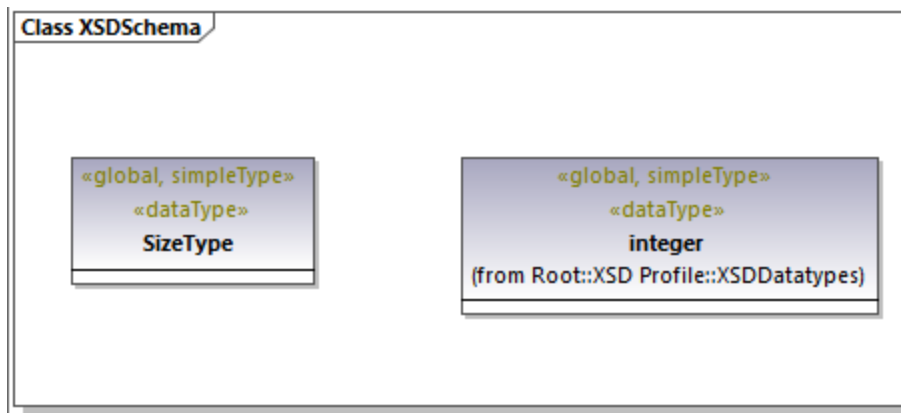 Class XSDSchema
«global, simpleType»
«dataType»
SizeType
«global, simpleType»
«dataType»
integer
(from Root::XSD Profile::XSDDatatypes)